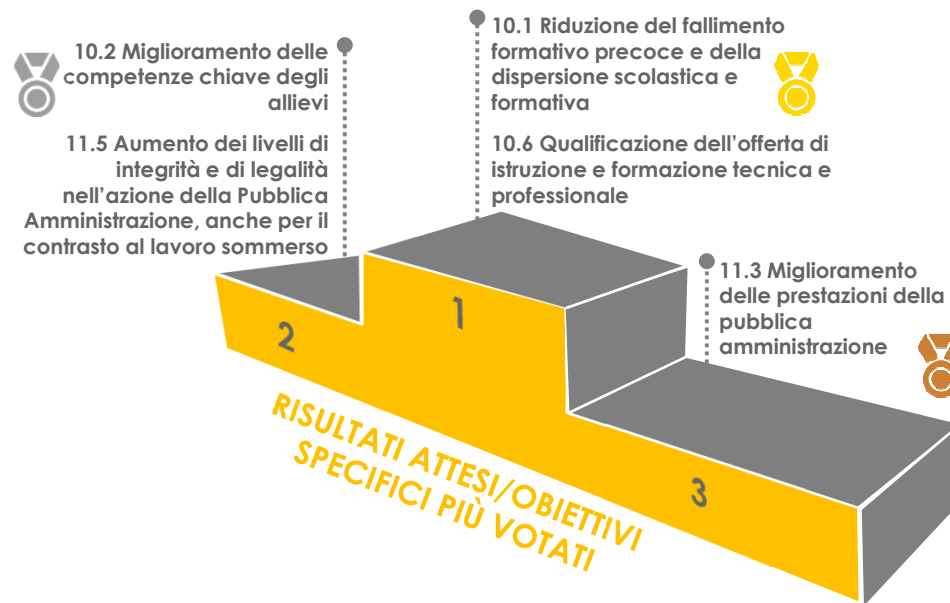 10.2 Miglioramento delle
competenze chiave degli
allievi
11.5 Aumento dei livelli di
integrità e di legalità
nell'azione della Pubblica
Amministrazione, anche per il
contrasto al lavoro sommerso
10.1 Riduzione del fallimento
formativo precoce e della
dispersione scolastica e
formativa
10.6 Qualificazione dell'offerta di
istruzione e formazione tecnica e
professionale
11.3 Miglioramento
delle prestazioni della
pubblica
amministrazione
2
1
3
RISULTATI ATTESI/OBIETTIVI
SPECIFICI PIÙ VOTATI